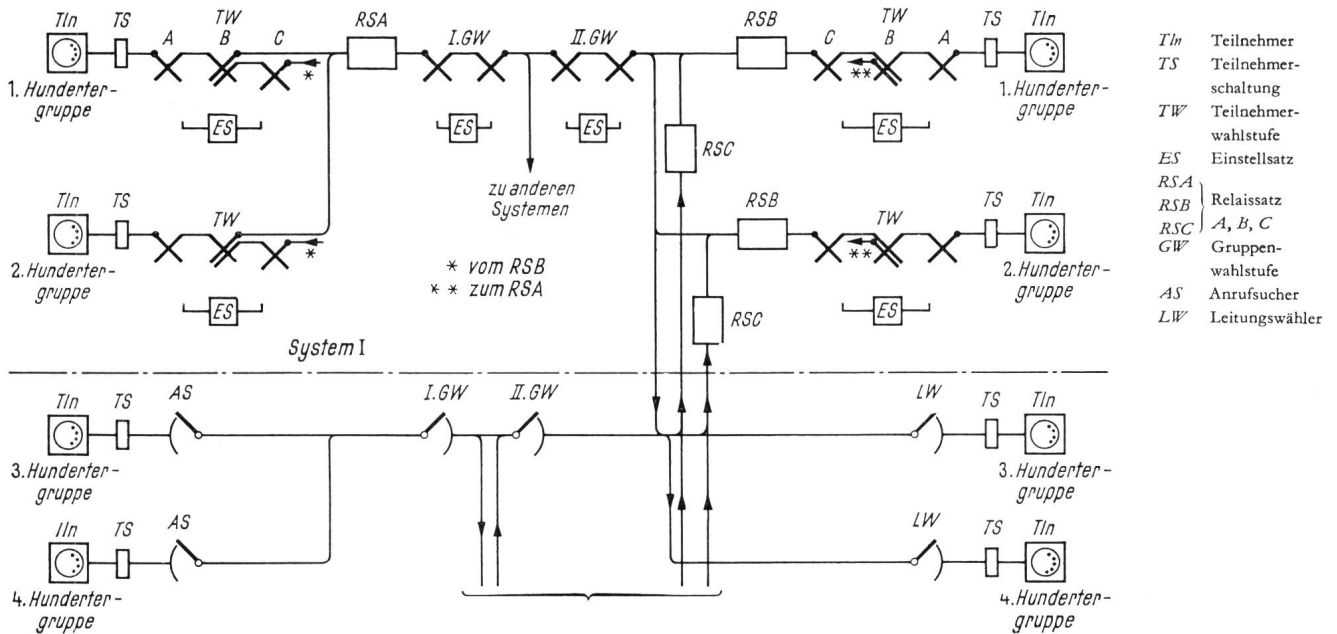 Tln TS A TW B C RSA I.GW II.GW RSB C TW B A TS Tln
* **
1. Hunderter-
gruppe
ES ES ES ES
1. Hunderter-
gruppe
RSC
zu anderen
Systemen
Tln TS TW RSB TW TS Tln
* **
2. Hunderter-
gruppe
* vom RSB
** zum RSA
2. Hunderter-
gruppe
ES RSC ES
System I
Tln TS AS I.GW II.GW LW TS Tln
3. Hunderter-
gruppe
3. Hunderter-
gruppe
Iln TS AS LW TS Tln
4. Hunderter-
gruppe
4. Hunderter-
gruppe
Tln Teilnehmer
TS Teilnehmer-
schaltung
TW Teilnehmer-
wahlstufe
ES Einstellsatz
RSA
RSB Relaissatz
RSC A, B, C
GW Gruppen-
wahlstufe
AS Anrufsucher
LW Leitungswähler